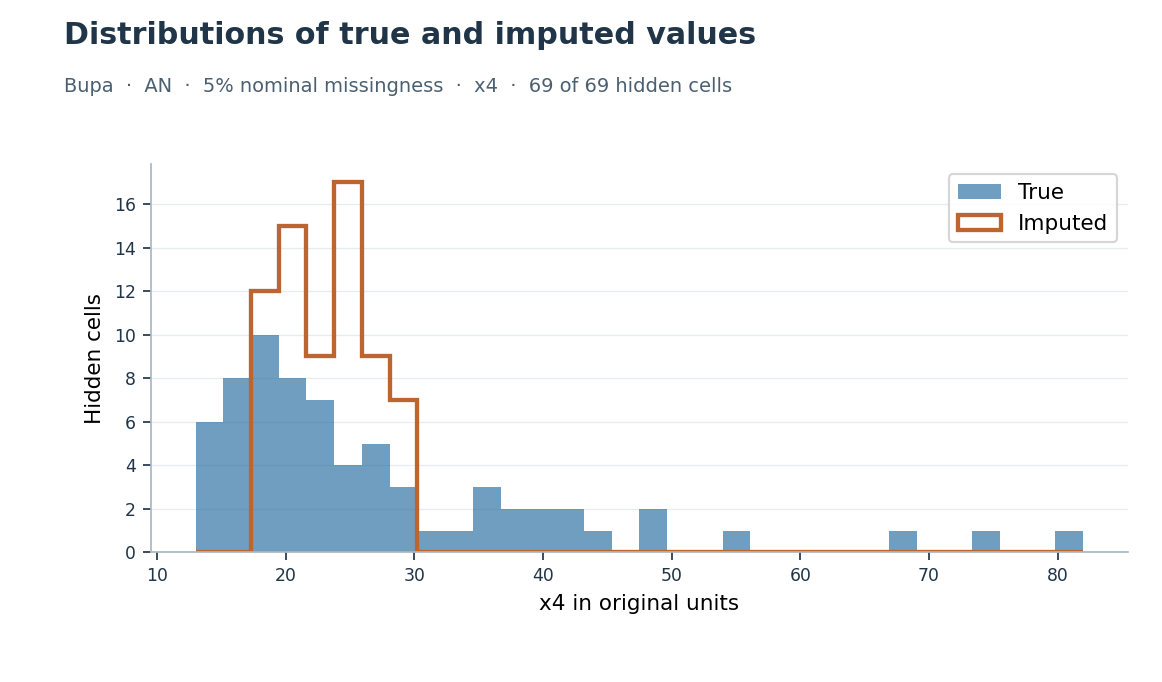 Distributions of true and imputed values
Bupa · AN · 5% nominal missingness · x4 · 69 of 69 hidden cells
True
Imputed
Hidden cells
16
14
12
10
8
6
4
2
0
10 20 30 40 50 60 70 80
x4 in original units